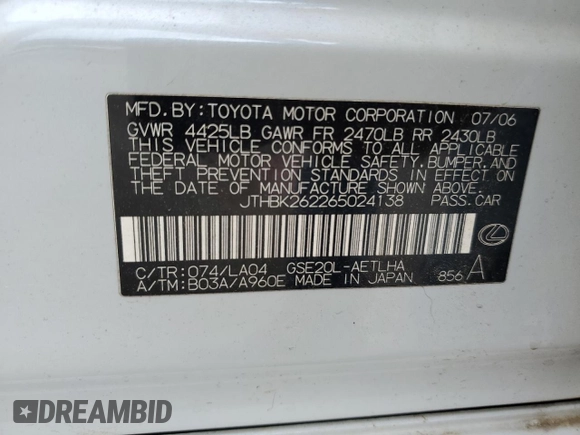 MFD.BY:TOYOTA MOTOR CORPORATION 07/06
GVWR 4425LB GAWR FR 2470LB RR 2430LB
THIS VEHICLE CONFORMS TO ALL APPLICABLE
FEDERAL MOTOR VEHICLE SAFETY,BUMPER,AND
THEFT PREVENTION STANDARDS IN EFFECT ON
THE DATE OF MANUFACTURE SHOWN ABOVE.
JTHBK262265024138 PASS.CAR
C/TR:074/LA04 GSE20L-AETLHA
A/TM:B03A/A960E MADE IN JAPAN 856 A
DREAMBID